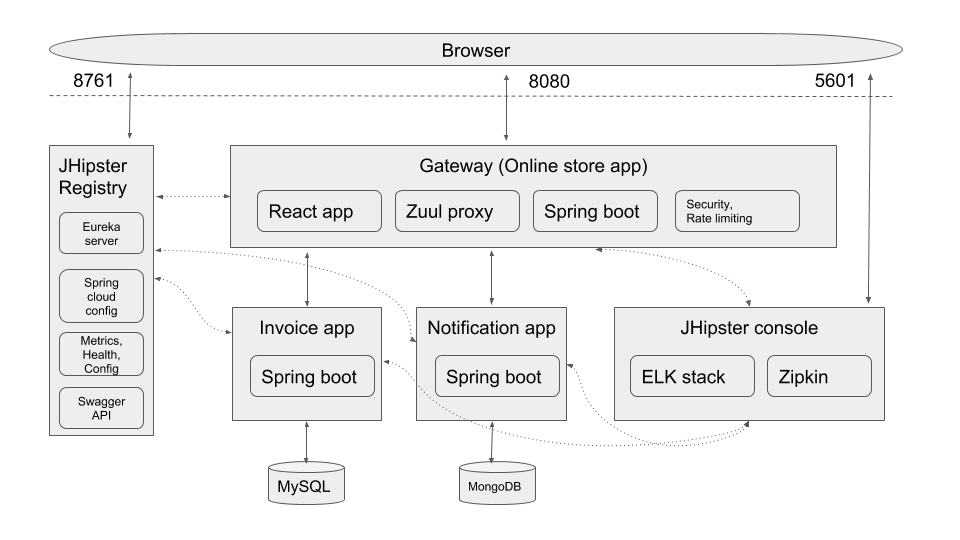 Browser
8761
8080
5601
JHipster
Registry
Eureka
server
Spring
cloud
config
Metrics,
Health,
Config
Swagger
API
Gateway (Online store app)
React app
Zuul proxy
Spring boot
Security,
Rate limiting
Invoice app
Spring boot
Notification app
Spring boot
JHipster console
ELK stack
Zipkin
MySQL
MongoDB